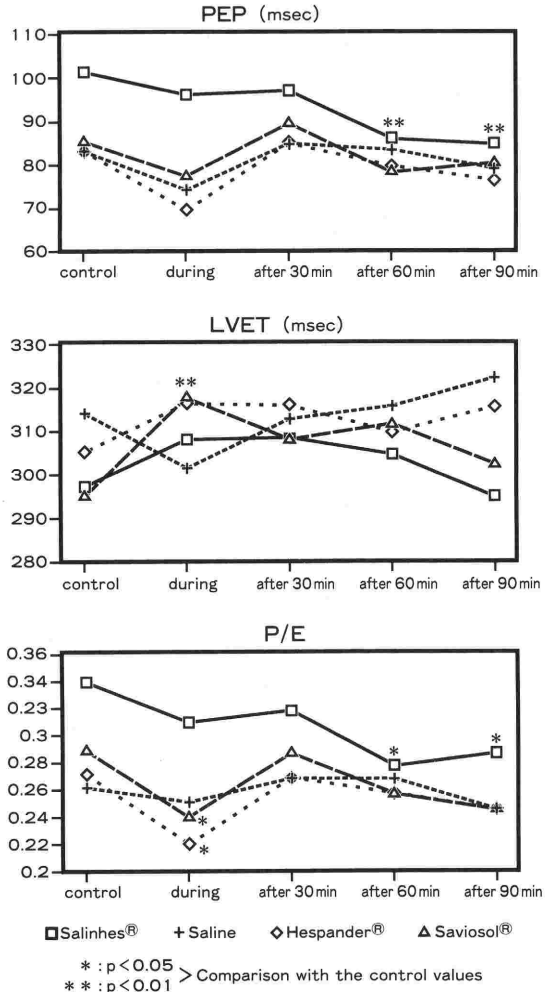 PEP (msec)
110
100
90
80
70
60
**
**
control during after 30 min after 60 min after 90 min
LVET (msec)
330
320
310
300
290
280
**
control during after 30 min after 60 min after 90 min
P/E
0.36
0.34
0.23
0.3
0.28
0.26
0.24
0.22
0.2
*
*
*
*
control during after 30 min after 60 min after 90 min
Salinhes® Saline Hespander® Saviosol®
* : p<0.05
* * : p<0.01
> Comparison with the control values